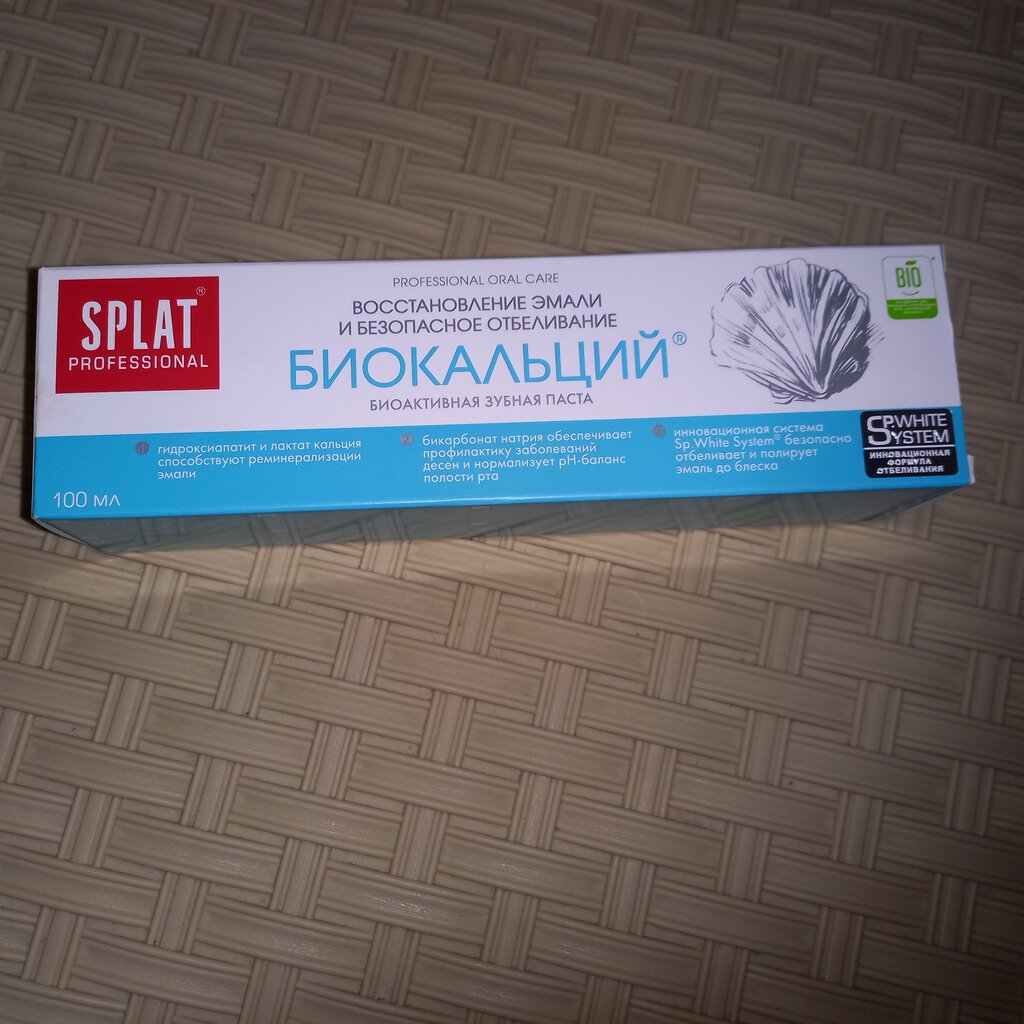 SPLAT®
PROFESSIONAL
PROFESSIONAL ORAL CARE
ВОССТАНОВЛЕНИЕ ЭМАЛИ
И БЕЗОПАСНОЕ ОТБЕЛИВАНИЕ
БИОКАЛЬЦИЙ®
БИОАКТИВНАЯ ЗУБНАЯ ПАСТА
BIO
1 гидроксиапатит и лактат кальция
способствуют реминерализации
эмали
2 бикарбонат натрия обеспечивает
профилактику заболеваний
десен и нормализует pH-баланс
полости рта
инновационная система
Sp.White System® безопасно
отбеливает и полирует
эмаль до блеска
SP.WHITE
SYSTEM
ИННОВАЦИОННАЯ
ФОРМУЛА
ОТБЕЛИВАНИЯ
100 мл